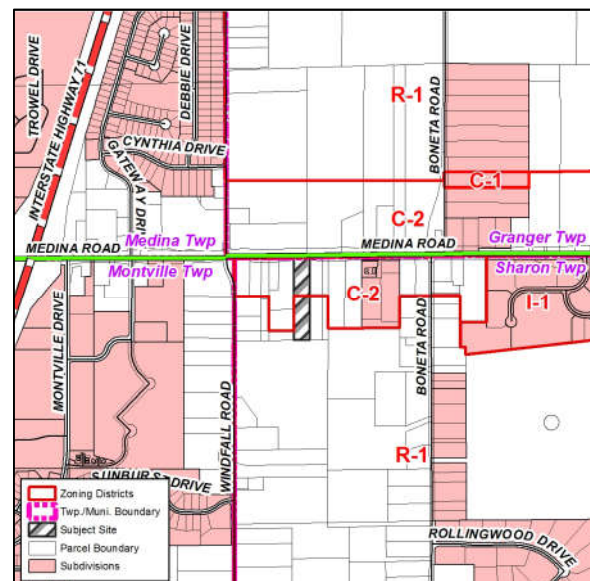 TROWEL DRIVE
INTERSTATE HIGHWAY 71
DEBBIE DRIVE
CYNTHIA DRIVE
GATEWAY DRI
R-1
BONETA ROAD
C-1
C-2
MEDINA ROAD
Medina Twp
MEDINA ROAD
Granger Twp
Montville Twp
Sharon Twp
C-2
I-1
MONTVILLE DRIVE
WINDFALL ROAD
BONETA ROAD
R-1
SUNBURST DRIVE
ROLLINGWOOD DRIVE
Zoning Districts
Twp./Muni. Boundary
Subject Site
Parcel Boundary
Subdivisions